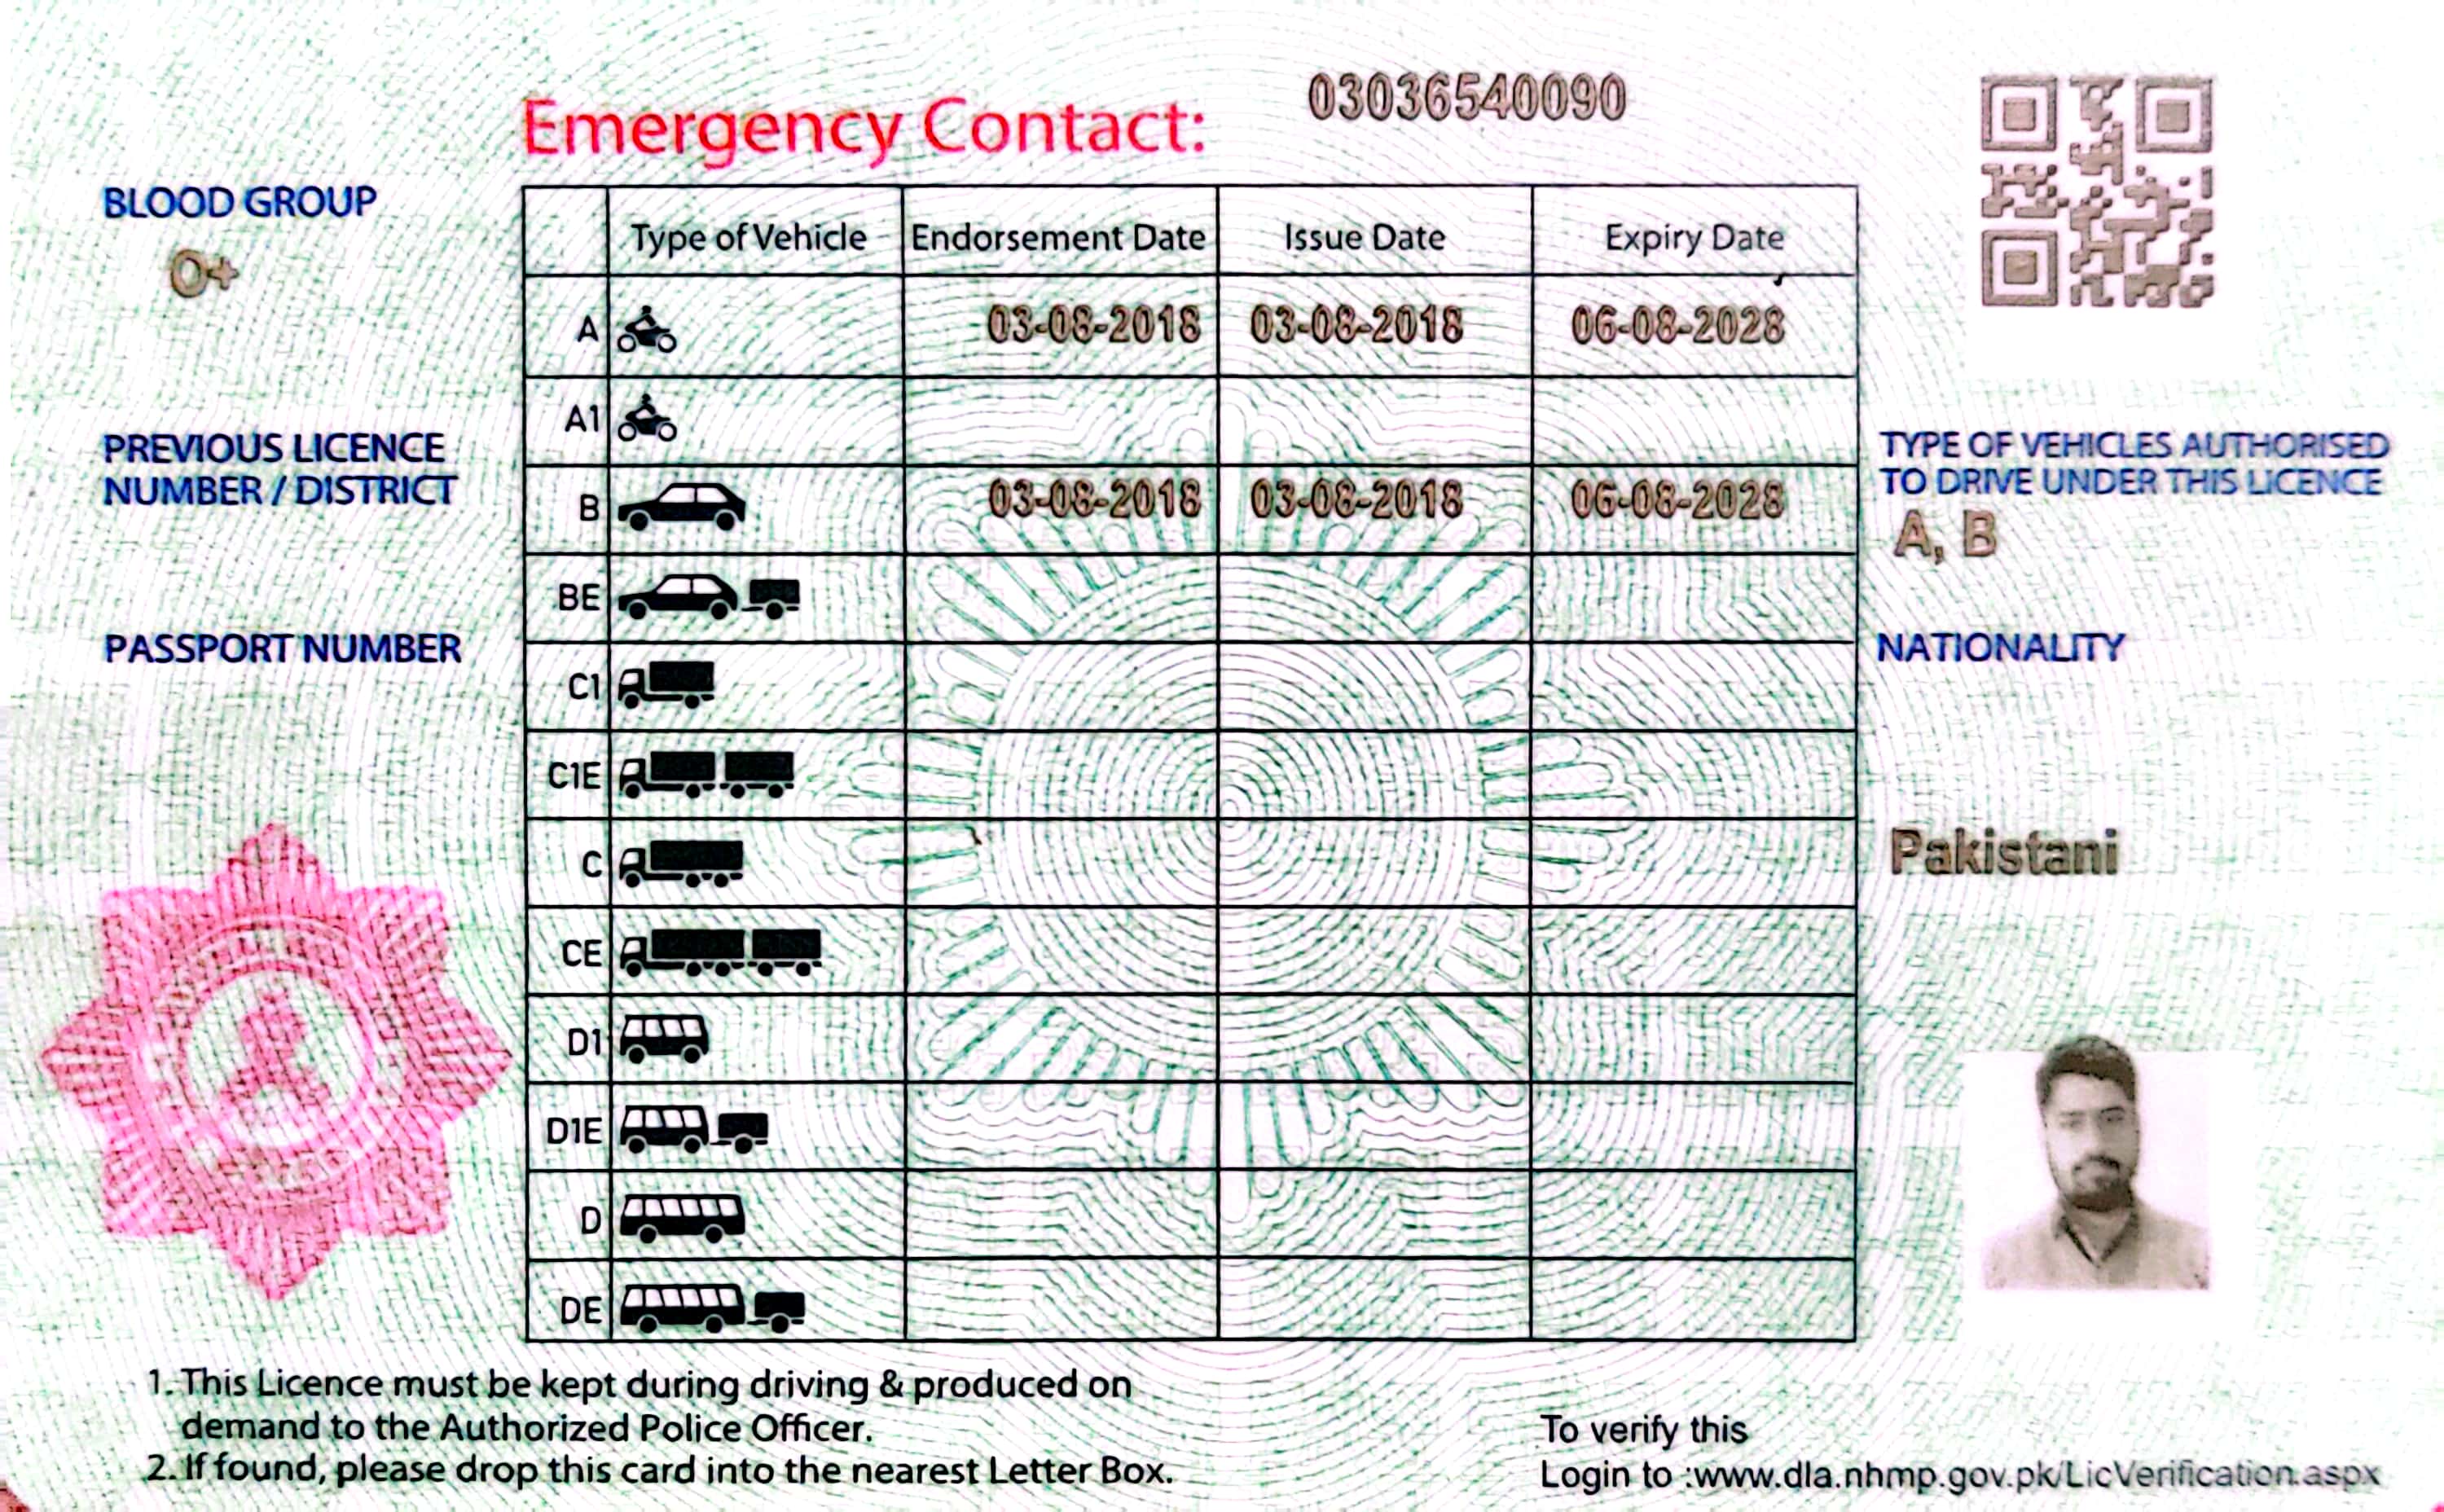 Emergency Contact: 03036540090
BLOOD GROUP
O+
PREVIOUS LICENCE
NUMBER / DISTRICT
PASSPORT NUMBER
Type of Vehicle Endorsement Date Issue Date Expiry Date
A 03-08-2018 03-08-2018 06-08-2028
A1
B 03-08-2018 03-08-2018 06-08-2028
BE
C1
C1E
C
CE
D1
D1E
D
DE
TYPE OF VEHICLES AUTHORISED
TO DRIVE UNDER THIS LICENCE
A, B
NATIONALITY
Pakistani
1. This Licence must be kept during driving & produced on
demand to the Authorized Police Officer.
2. If found, please drop this card into the nearest Letter Box.
To verify this
Login to :www.dla.nhmp.gov.pk/LicVerification.aspx